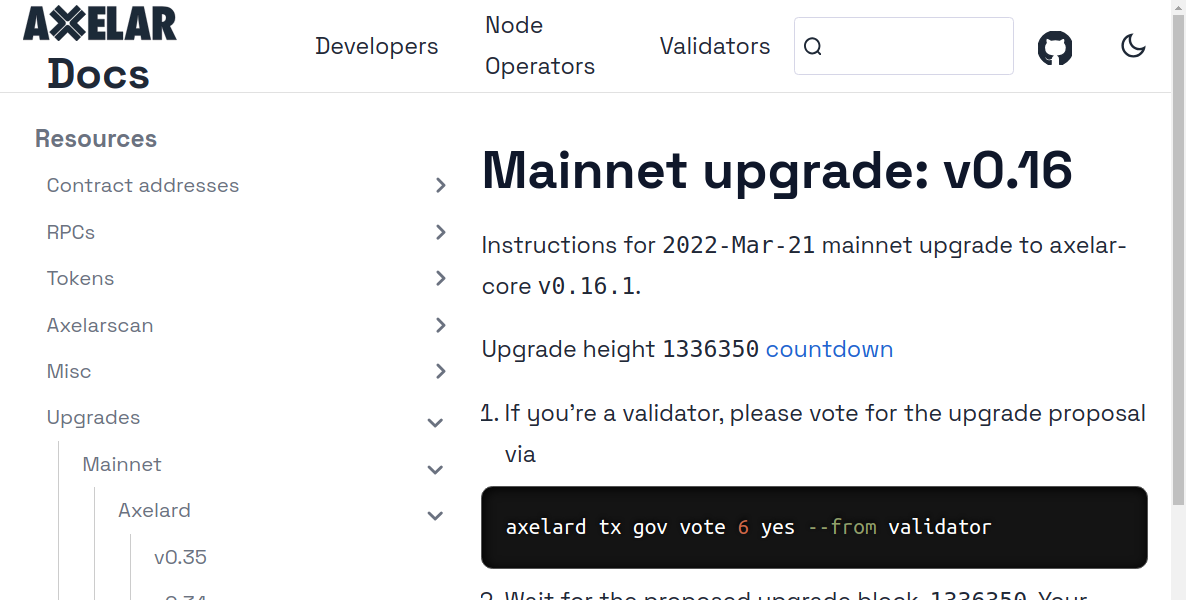 AXELAR
Docs
Developers
Node
Operators
Validators
Resources
Contract addresses
RPCs
Tokens
Axelarscan
Misc
Upgrades
Mainnet
Axelard
v0.35
v0.34
Mainnet upgrade: v0.16
Instructions for 2022-Mar-21 mainnet upgrade to axelar-
core v0.16.1.
Upgrade height 1336350 countdown
1. If you’re a validator, please vote for the upgrade proposal
via
axelard tx gov vote 6 yes --from validator
2. Wait for the proposed upgrade block, 1336350. Your